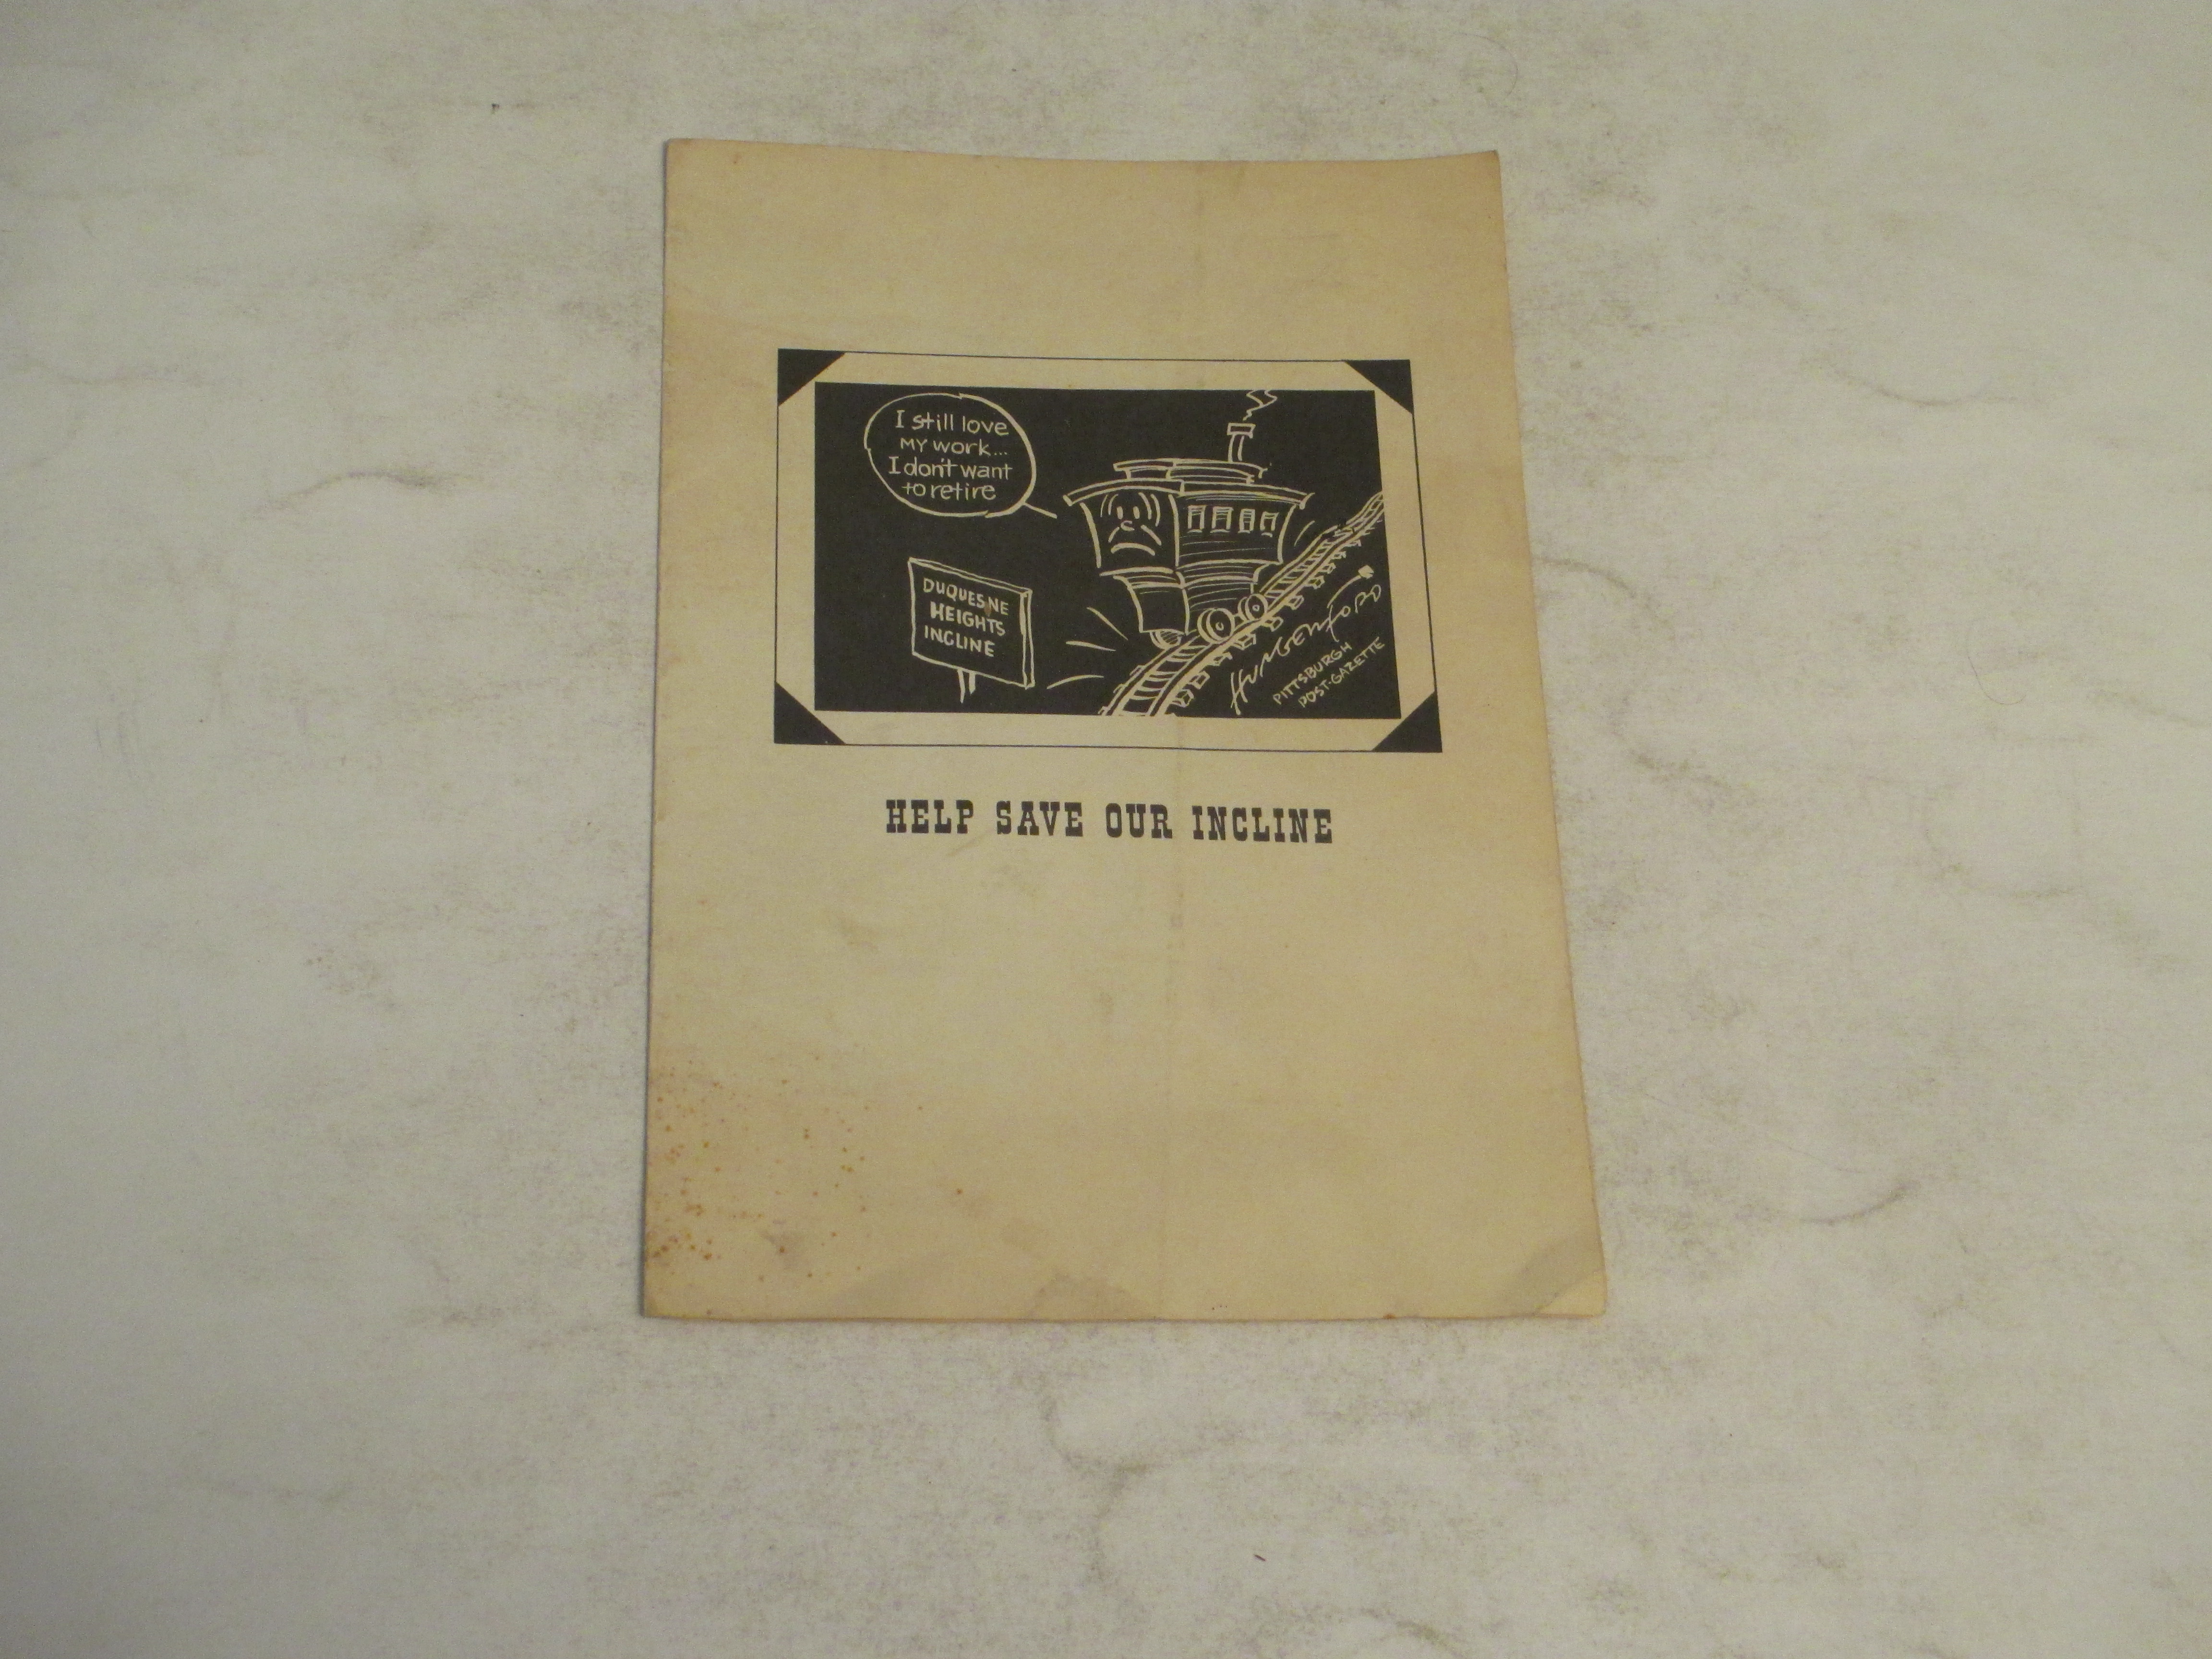 I still love
MY work...
I don't want
to retire
DUQUESNE
HEIGHTS
INCLINE
HUNGERFORD
PITTSBURGH
POST-GAZETTE
HELP SAVE OUR INCLINE